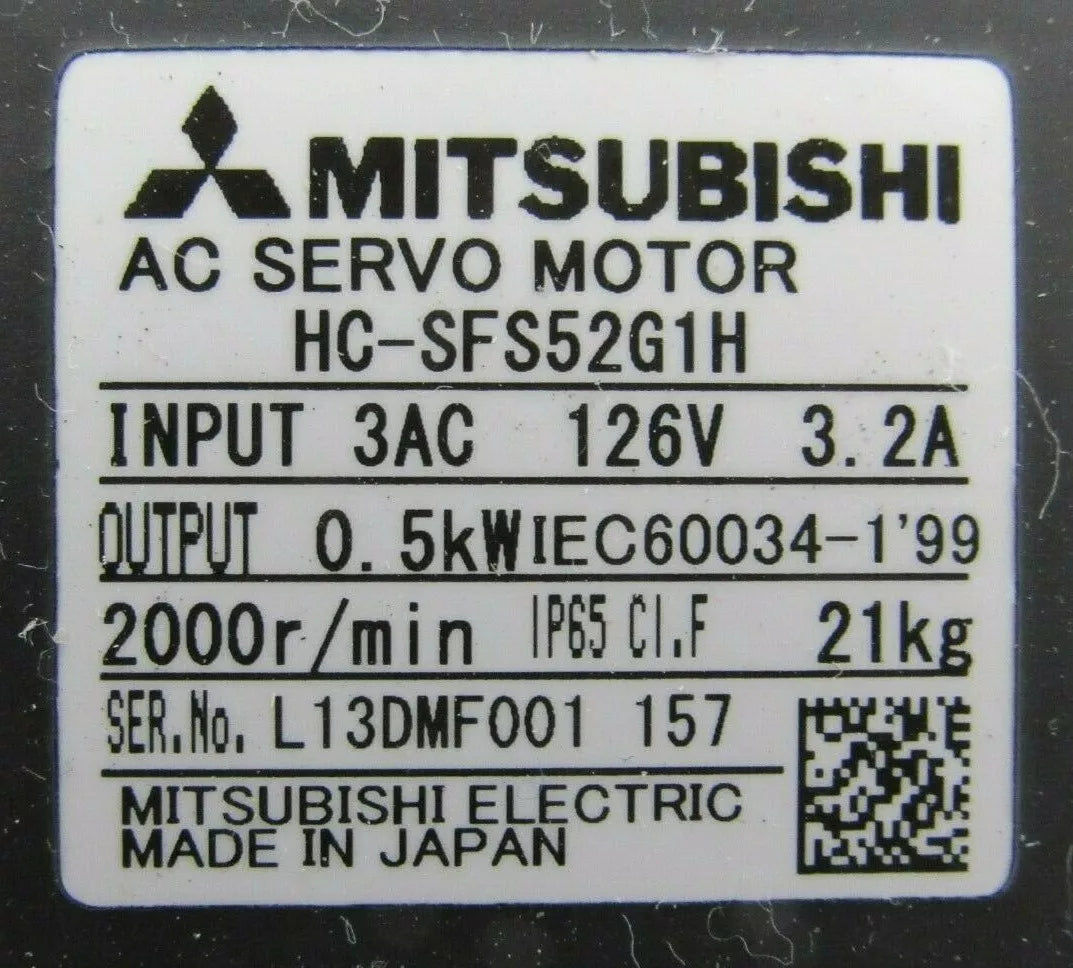 MITSUBISHI
AC SERVO MOTOR
HC-SFS52G1H
INPUT 3AC 126V 3.2A
OUTPUT 0.5kW IEC60034-1'99
2000r/min IP65 CI.F 21kg
SER.No. L13DMF001 157
MITSUBISHI ELECTRIC
MADE IN JAPAN